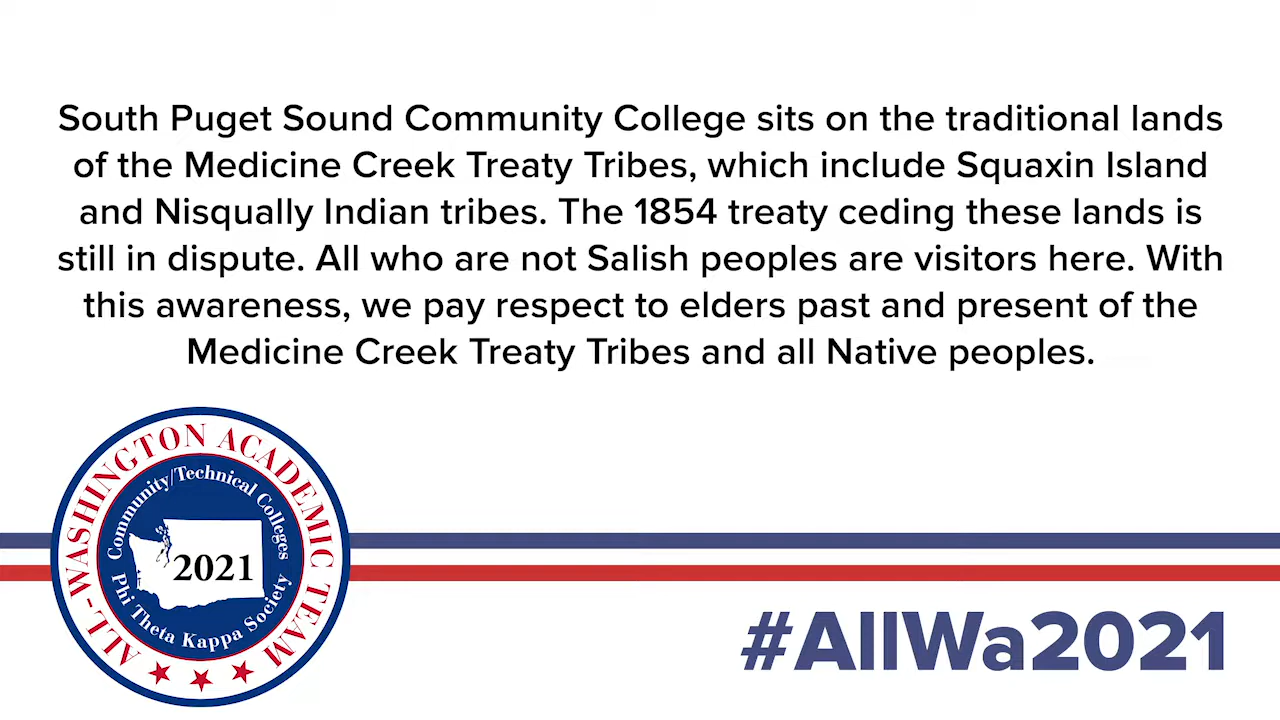 South Puget Sound Community College sits on the traditional lands
of the Medicine Creek Treaty Tribes, which include Squaxin Island
and Nisqually Indian tribes. The 1854 treaty ceding these lands is
still in dispute. All who are not Salish peoples are visitors here. With
this awareness, we pay respect to elders past and present of the
Medicine Creek Treaty Tribes and all Native peoples.
ALL-WASHINGTON ACADEMIC TEAM
Community/Technical Colleges
2021
Phi Theta Kappa Society
#AllWa2021